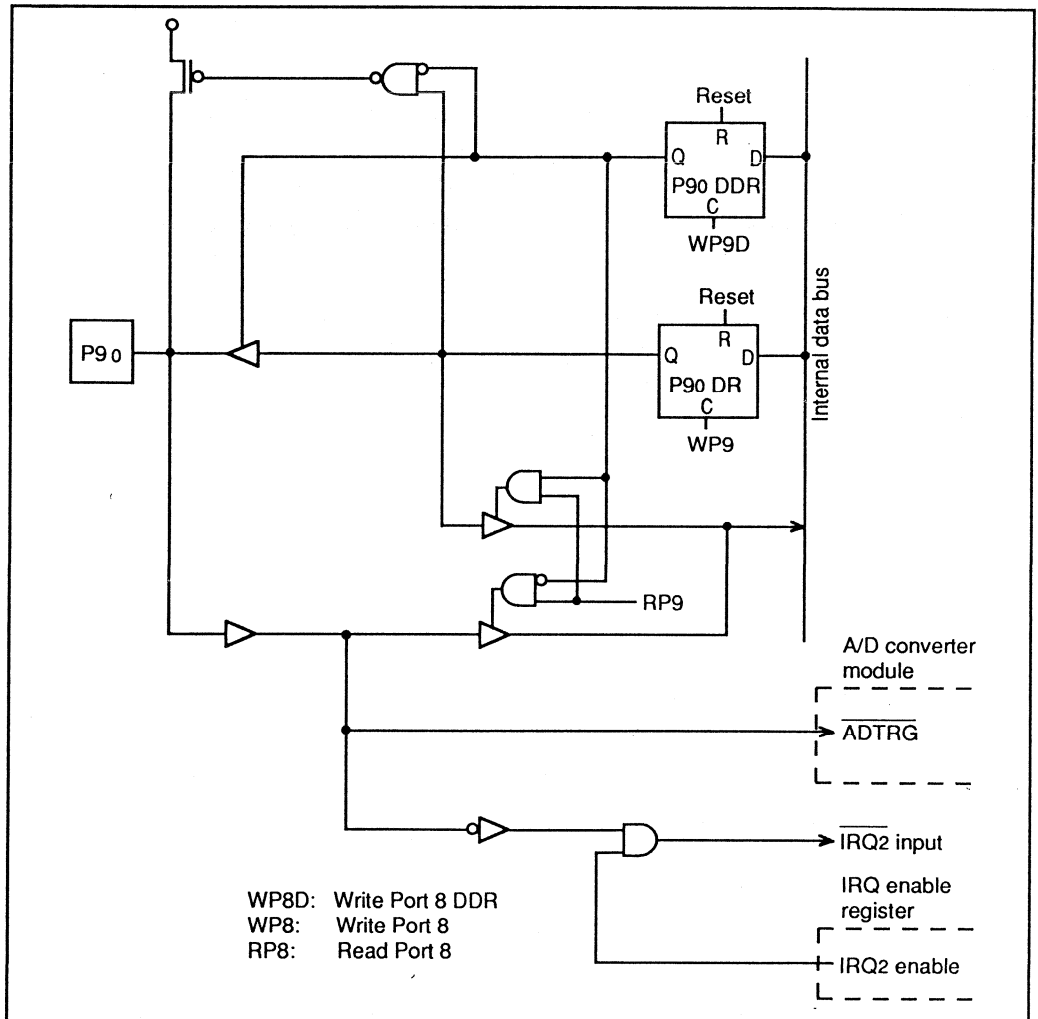 Reset
R
Q D
P90 DDR
C
WP9D
Reset
R
Q D
P90 DR
C
WP9
P90
Internal data bus
RP9
A/D converter
module
ADTRG
IRQ2 input
WP8D: Write Port 8 DDR
WP8: Write Port 8
RP8: Read Port 8
IRQ enable
register
IRQ2 enable